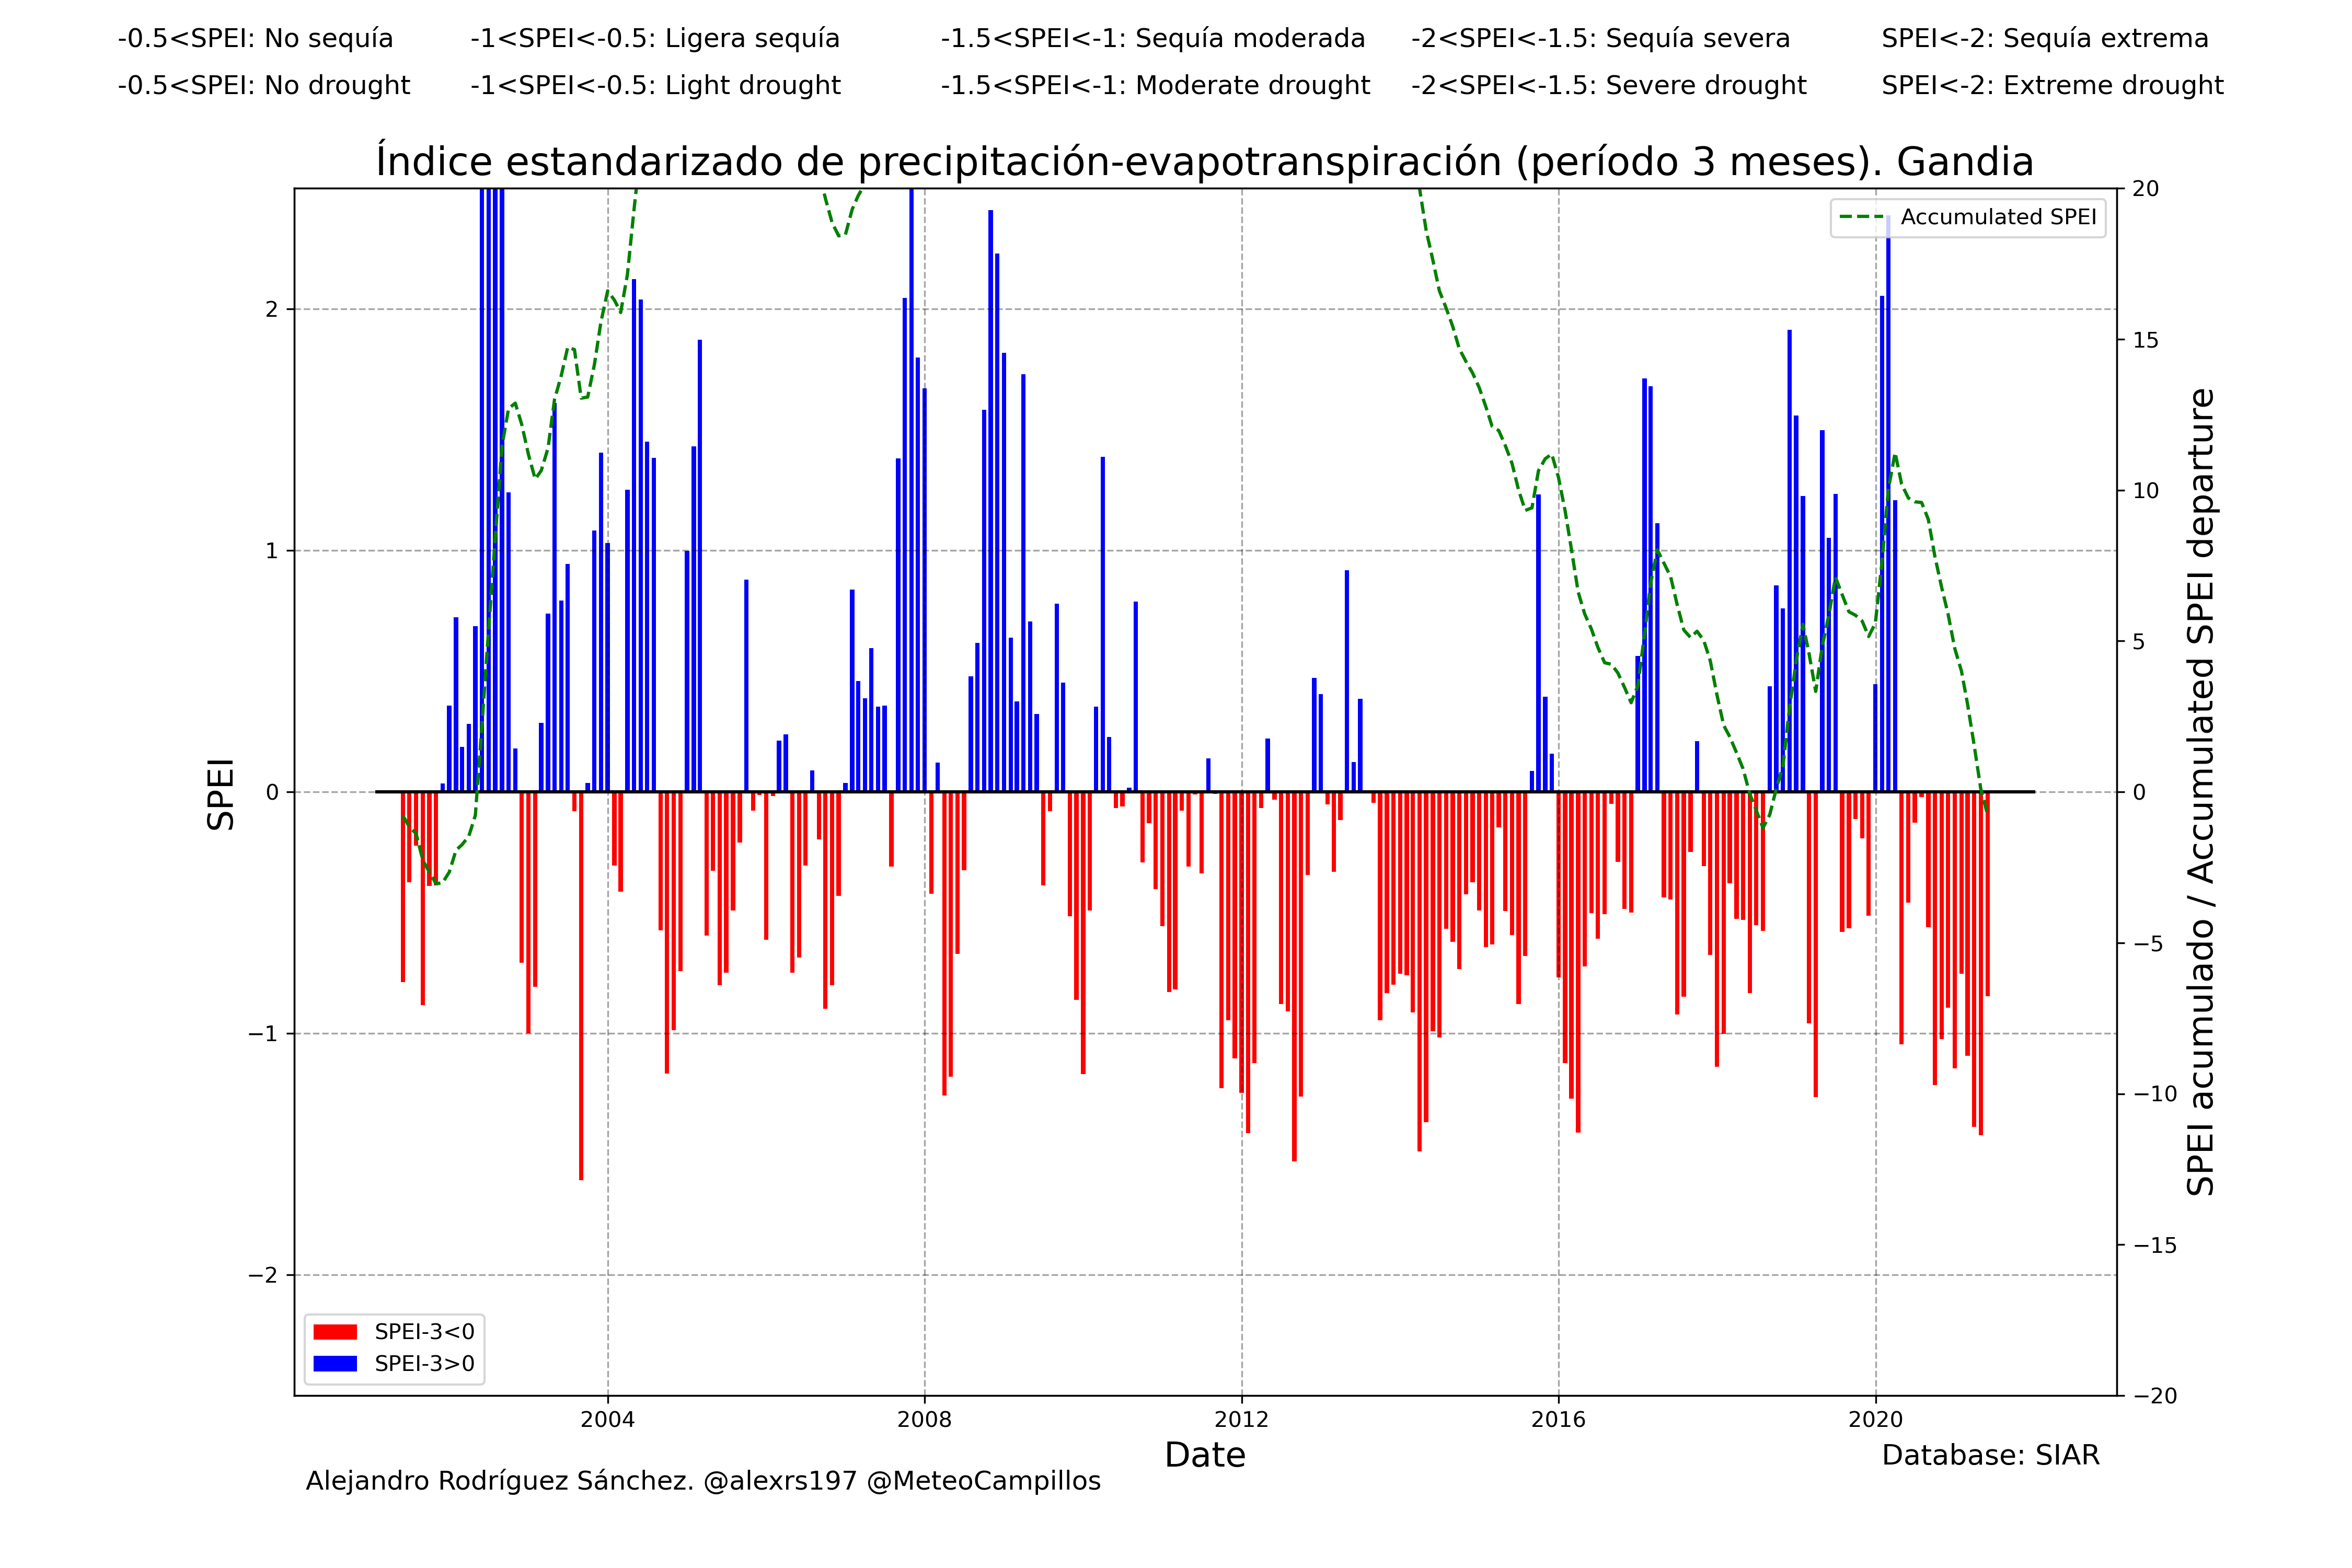 -0.5<SPEI: No sequía -1<SPEI<-0.5: Ligera sequía -1.5<SPEI<-1: Sequía moderada -2<SPEI<-1.5: Sequía severa SPEI<-2: Sequía extrema
-0.5<SPEI: No drought -1<SPEI<-0.5: Light drought -1.5<SPEI<-1: Moderate drought -2<SPEI<-1.5: Severe drought SPEI<-2: Extreme drought
Índice estandarizado de precipitación-evapotranspiración (período 3 meses). Gandia
Accumulated SPEI
SPEI
2
1
0
−1
−2
20
15
10
5
0
−5
−10
−15
−20
SPEI acumulado / Accumulated SPEI departure
SPEI-3<0
SPEI-3>0
2004 2008 2012 2016 2020
Date
Database: SIAR
Alejandro Rodríguez Sánchez. @alexrs197 @MeteoCampillos